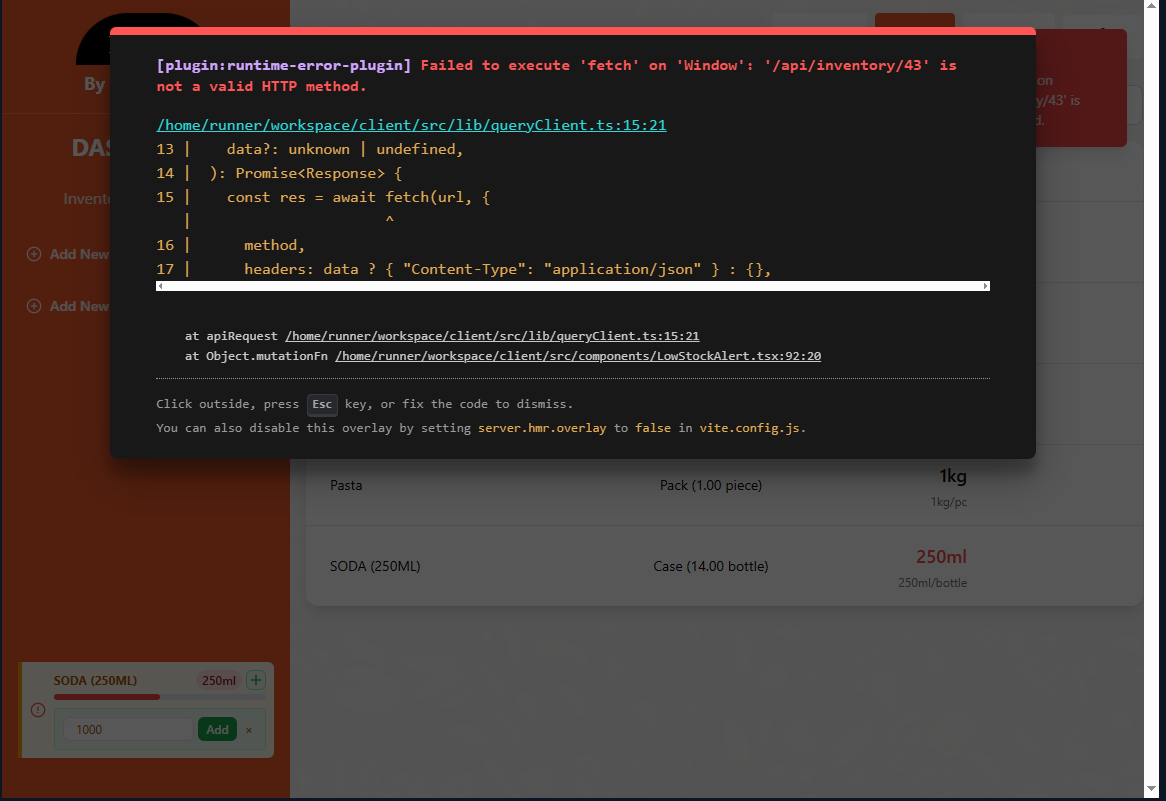 [plugin:runtime-error-plugin] Failed to execute 'fetch' on 'Window': '/api/inventory/43' is
not a valid HTTP method.
/home/runner/workspace/client/src/lib/queryClient.ts:15:21
13 |    data?: unknown | undefined,
14 |  ): Promise<Response> {
15 |    const res = await fetch(url, {
   |                      ^
16 |      method,
17 |      headers: data ? { "Content-Type": "application/json" } : {},
at apiRequest /home/runner/workspace/client/src/lib/queryClient.ts:15:21
at Object.mutationFn /home/runner/workspace/client/src/components/LowStockAlert.tsx:92:20
Click outside, press Esc key, or fix the code to dismiss.
You can also disable this overlay by setting server.hmr.overlay to false in vite.config.js.
By
on
y/43' is
d.
DAS
Invent
Add New
Add New
Pasta Pack (1.00 piece) 1kg
1kg/pc
SODA (250ML) Case (14.00 bottle) 250ml
250ml/bottle
SODA (250ML) 250ml +
1000 Add ×